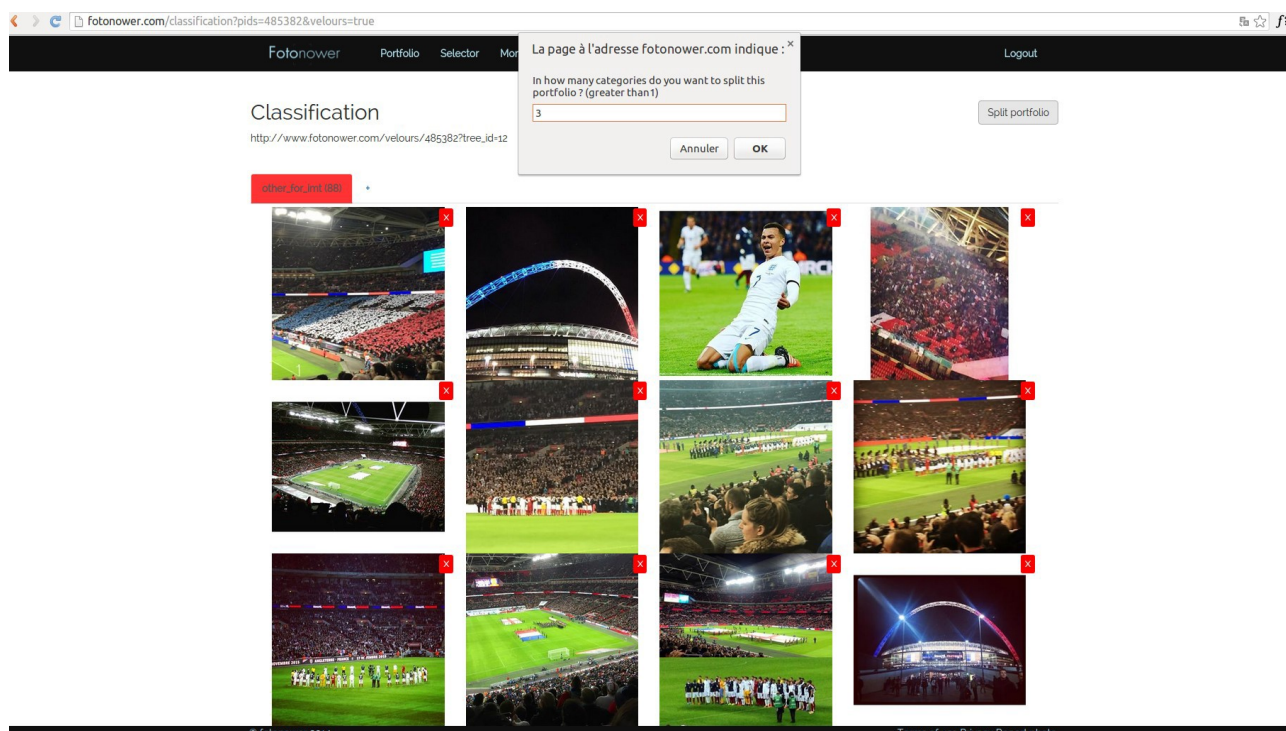 fotonower.com/classification?pids=485382&velours=true
Fotonower Portfolio Selector Logout
La page à l'adresse fotonower.com indique : ×
In how many categories do you want to split this
portfolio ? (greater than1)
3
Annuler OK
Classification
Split portfolio
http://www.fotonower.com/velours/485382?tree_id=12
other_for_imt (88) +
X X X X
7
7
X X X X
X X X X